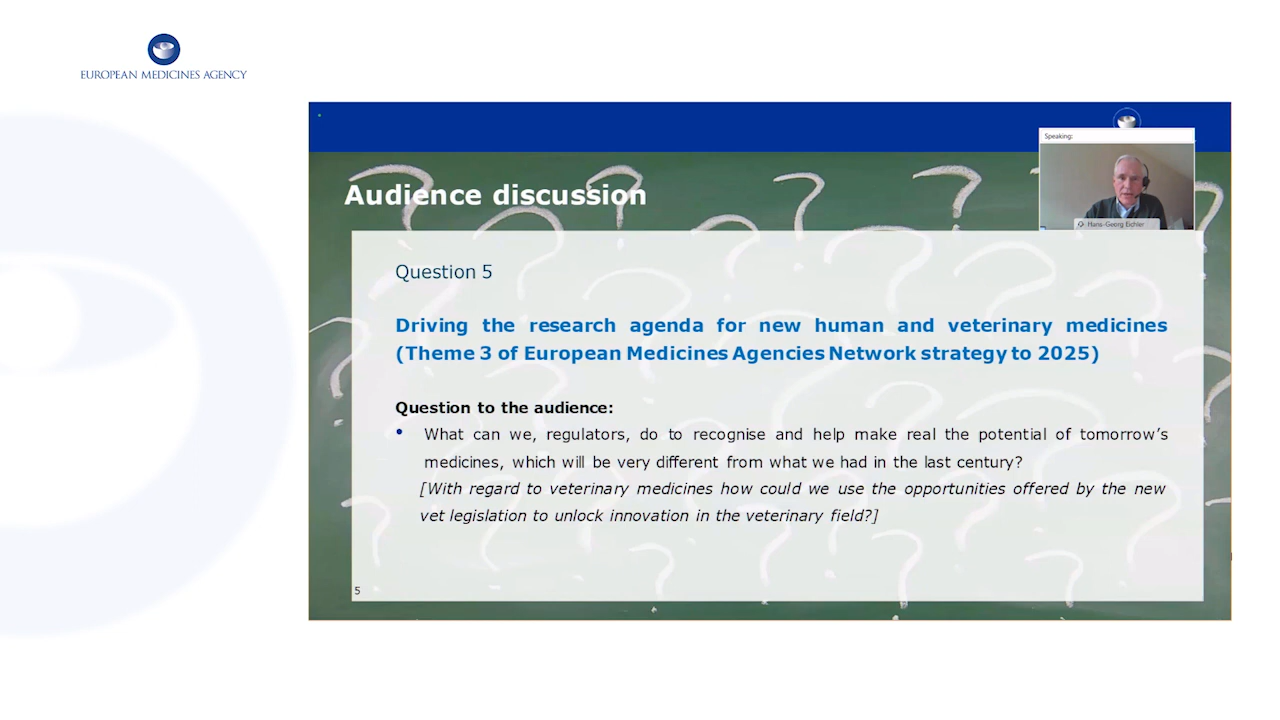 EUROPEAN MEDICINES AGENCY
Speaking:
Hans-Georg Eichler
Audience discussion
Question 5
Driving the research agenda for new human and veterinary medicines
(Theme 3 of European Medicines Agencies Network strategy to 2025)
Question to the audience:
• What can we, regulators, do to recognise and help make real the potential of tomorrow’s
medicines, which will be very different from what we had in the last century?
[With regard to veterinary medicines how could we use the opportunities offered by the new
vet legislation to unlock innovation in the veterinary field?]
5